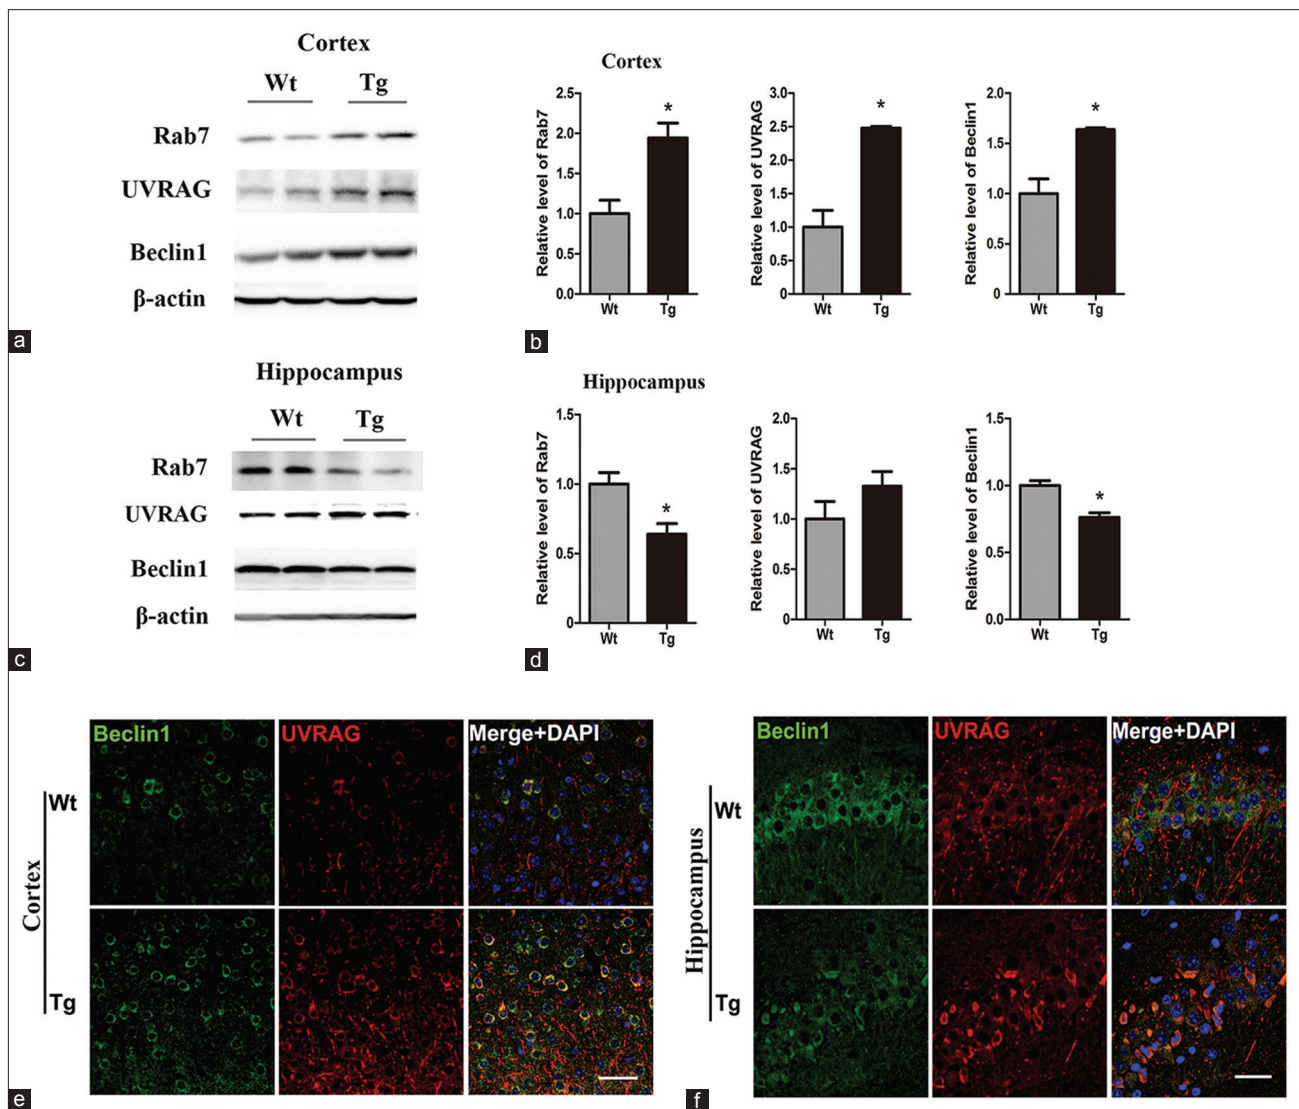 Cortex
Wt Tg
Rab7
UVRAG
Beclin1
β-actin
a
Cortex
Relative level of Rab7
2.5
2.0
1.5
1.0
0.5
0.0
*
Wt Tg
Relative level of UVRAG
3.0
2.5
2.0
1.5
1.0
0.5
0
*
Wt Tg
Relative level of Beclin1
2.0
1.5
1.0
0.5
0
*
Wt Tg
b
Hippocampus
Wt Tg
Rab7
UVRAG
Beclin1
β-actin
c
Hippocampus
Relative level of Rab7
1.5
1.0
0.5
0
*
Wt Tg
Relative level of UVRAG
2.0
1.5
1.0
0.5
0
Wt Tg
Relative level of Beclin1
1.5
1.0
0.5
0.0
*
Wt Tg
d
Beclin1 UVRAG Merge+DAPI
Cortex
Wt
Tg
e
Beclin1 UVRAG Merge+DAPI
Hippocampus
Wt
Tg
f